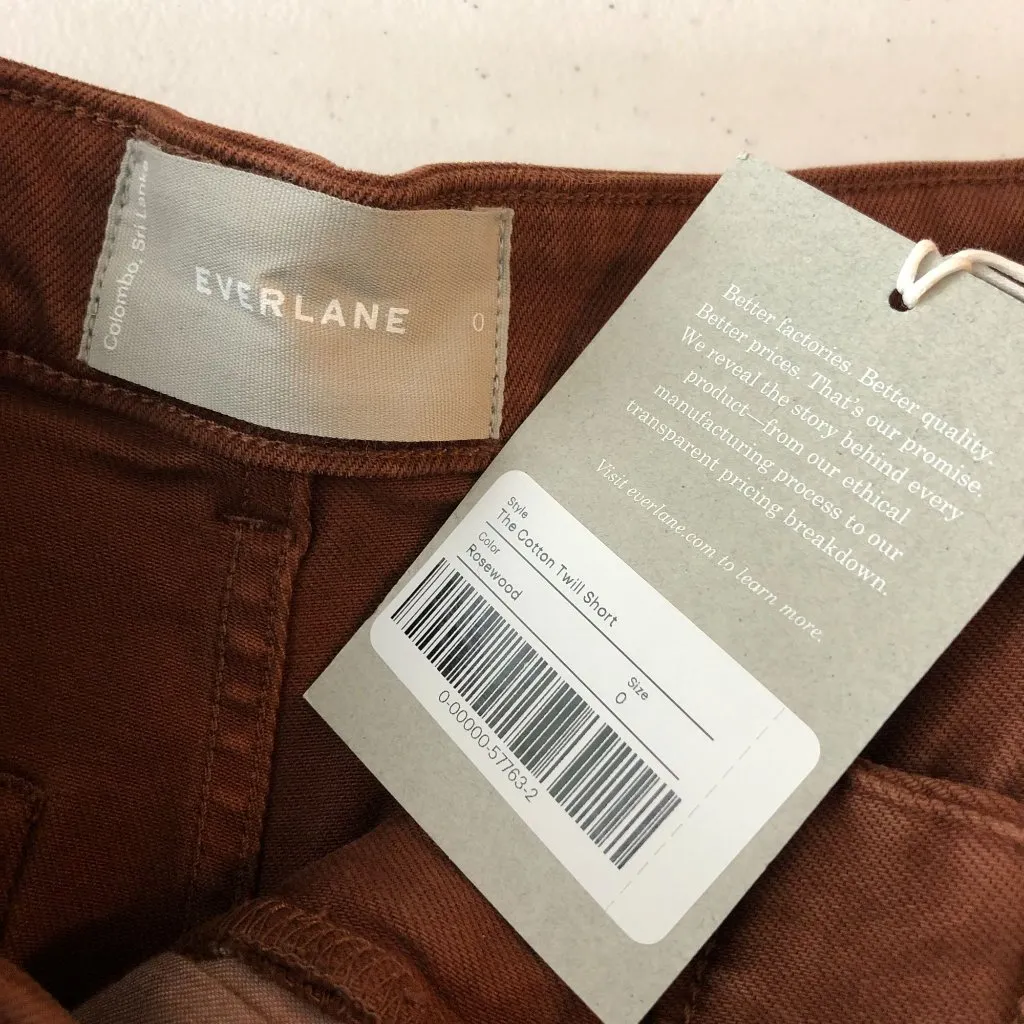 Colombo, Sri Lanka
EVERLANE
0
Better factories. Better quality.
Better prices. That's our promise.
We reveal the story behind every
product—from our ethical
manufacturing process to our
transparent pricing breakdown.
Visit everlane.com to learn more.
Style
The Cotton Twill Short
Color
Rosewood
Size
0
0-00000-57763-2